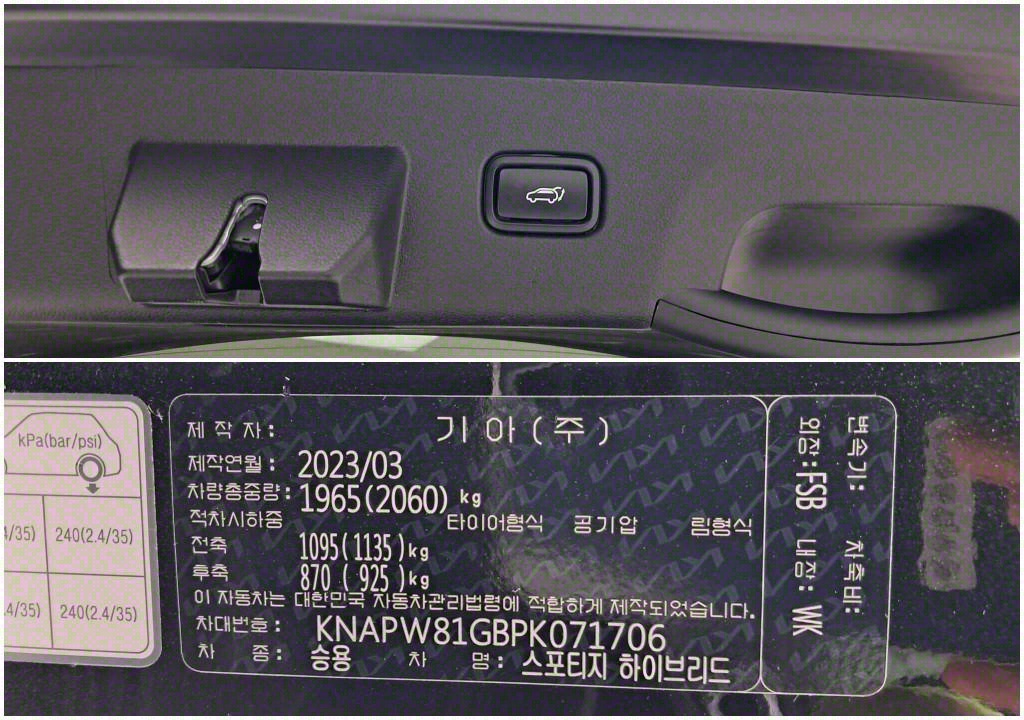 kPa(bar/psi)
4/35) 240(2.4/35)
.4/35) 240(2.4/35)
제 작 자 : 기 아 ( 주 )
제작연월 : 2023/03
차량총중량 : 1965(2060) kg
적차시하중 타이어형식 공기압 림형식
전축 1095(1135)kg
후축 870 ( 925)kg
이 자동차는 대한민국 자동차관리법령에 적합하게 제작되었습니다.
차대번호 : KNAPW81GBPK071706
차 종 : 승용 차 명 : 스포티지 하이브리드
변속기: 차축비:
외장:FSB 내장: WK